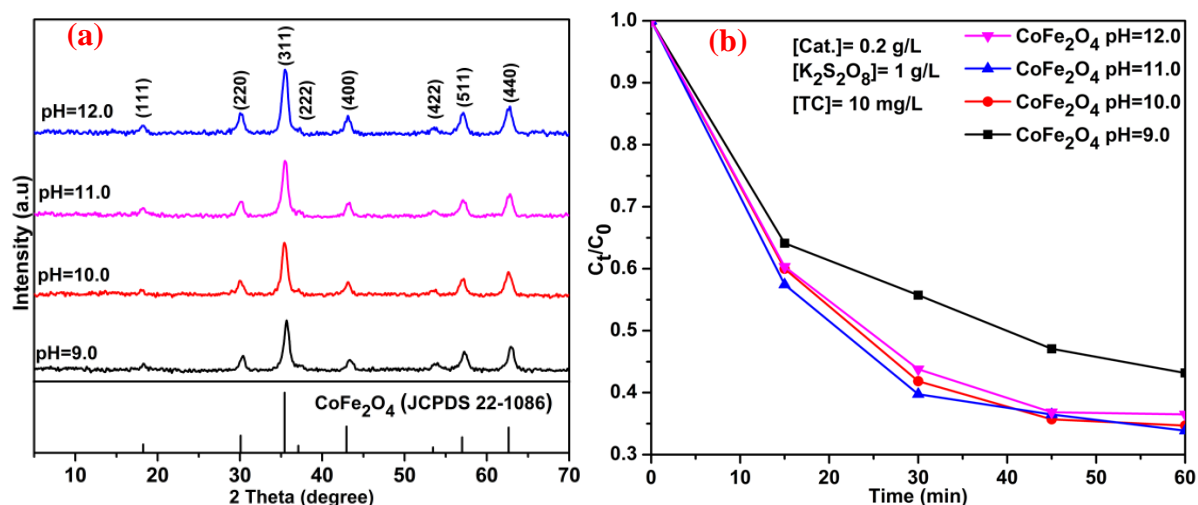 (a)
(111)
(220)
(311)
(222)
(400)
(422)
(511)
(440)
pH=12.0
pH=11.0
pH=10.0
pH=9.0
CoFe2O4 (JCPDS 22-1086)
Intensity (a.u)
10 20 30 40 50 60 70
2 Theta (degree)
(b)
[Cat.]= 0.2 g/L
[K2S2O8]= 1 g/L
[TC]= 10 mg/L
CoFe2O4 pH=12.0
CoFe2O4 pH=11.0
CoFe2O4 pH=10.0
CoFe2O4 pH=9.0
1.0
0.9
0.8
0.7
0.6
0.5
0.4
0.3
Ct/C0
0 10 20 30 40 50 60
Time (min)